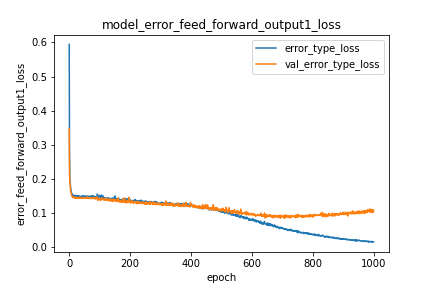 model_error_feed_forward_output1_loss
error_type_loss
val_error_type_loss
error_feed_forward_output1_loss
0.6
0.5
0.4
0.3
0.2
0.1
0.0
0 200 400 600 800 1000
epoch